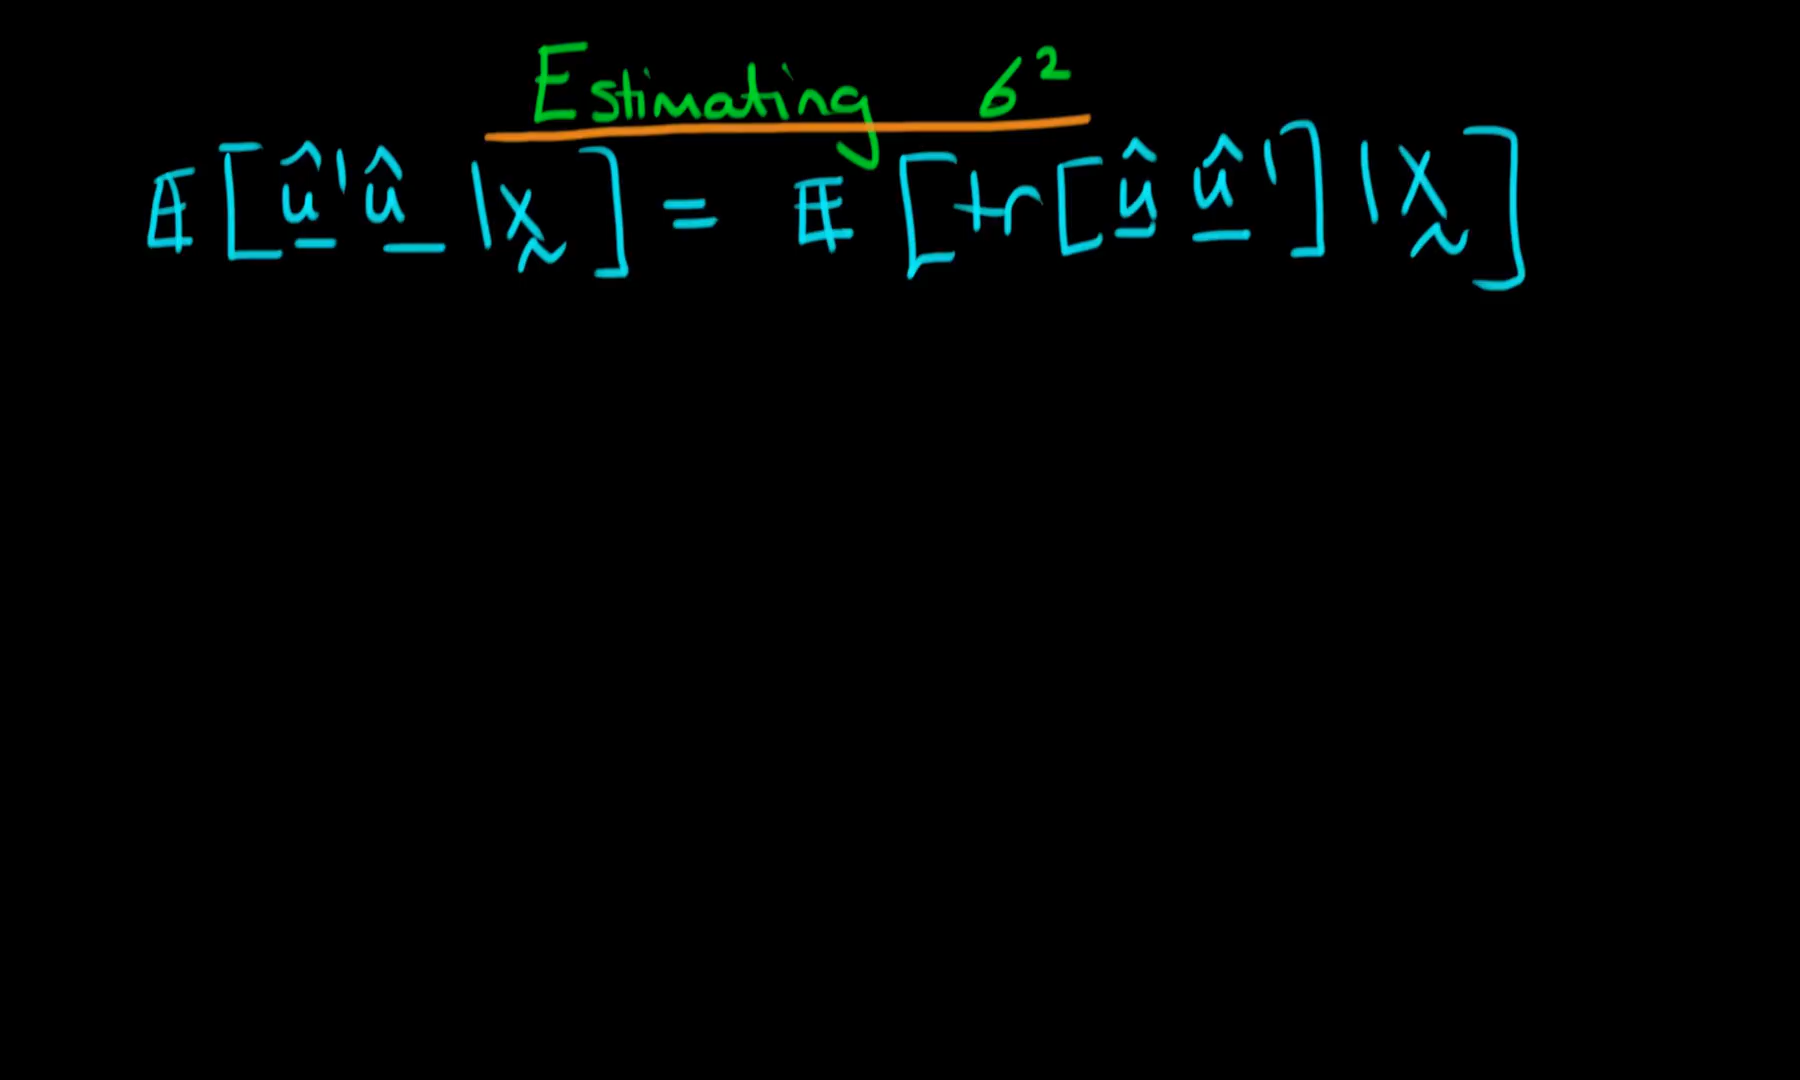 Estimating σ²
𝔼[û'û |X] = 𝔼[tr[û û'] | X]